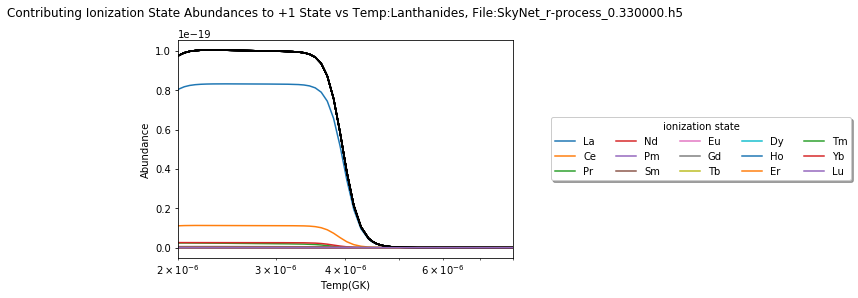 Contributing Ionization State Abundances to +1 State vs Temp:Lanthanides, File:SkyNet_r-process_0.330000.h5
1e−19
1.0
0.8
0.6
0.4
0.2
0.0
Abundance
2 × 10⁻⁶ 3 × 10⁻⁶ 4 × 10⁻⁶ 6 × 10⁻⁶
Temp(GK)
ionization state
La Nd Eu Dy Tm
Ce Pm Gd Ho Yb
Pr Sm Tb Er Lu